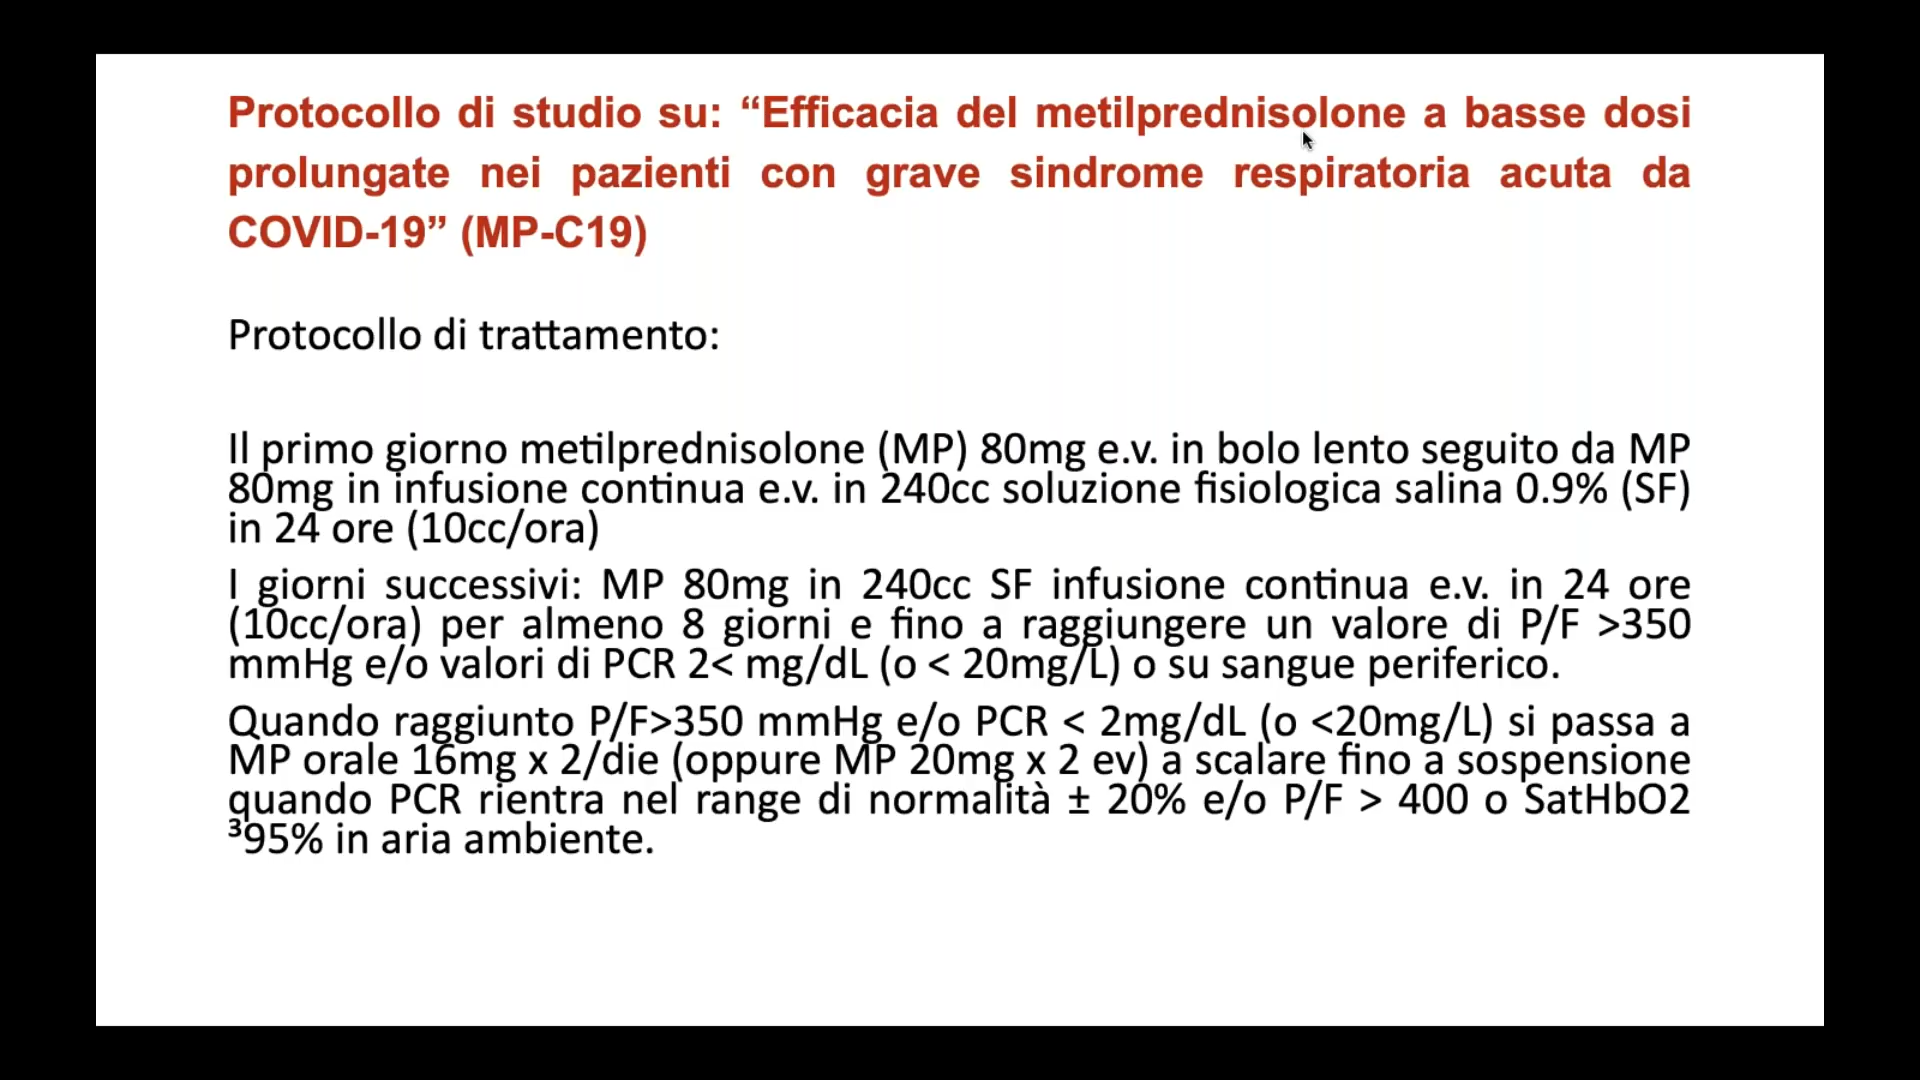 Protocollo di studio su: “Efficacia del metilprednisolone a basse dosi
prolungate nei pazienti con grave sindrome respiratoria acuta da
COVID-19” (MP-C19)
Protocollo di trattamento:
Il primo giorno metilprednisolone (MP) 80mg e.v. in bolo lento seguito da MP
80mg in infusione continua e.v. in 240cc soluzione fisiologica salina 0.9% (SF)
in 24 ore (10cc/ora)
I giorni successivi: MP 80mg in 240cc SF infusione continua e.v. in 24 ore
(10cc/ora) per almeno 8 giorni e fino a raggiungere un valore di P/F >350
mmHg e/o valori di PCR 2< mg/dL (o < 20mg/L) o su sangue periferico.
Quando raggiunto P/F>350 mmHg e/o PCR < 2mg/dL (o <20mg/L) si passa a
MP orale 16mg x 2/die (oppure MP 20mg x 2 ev) a scalare fino a sospensione
quando PCR rientra nel range di normalità ± 20% e/o P/F > 400 o SatHbO2
³95% in aria ambiente.